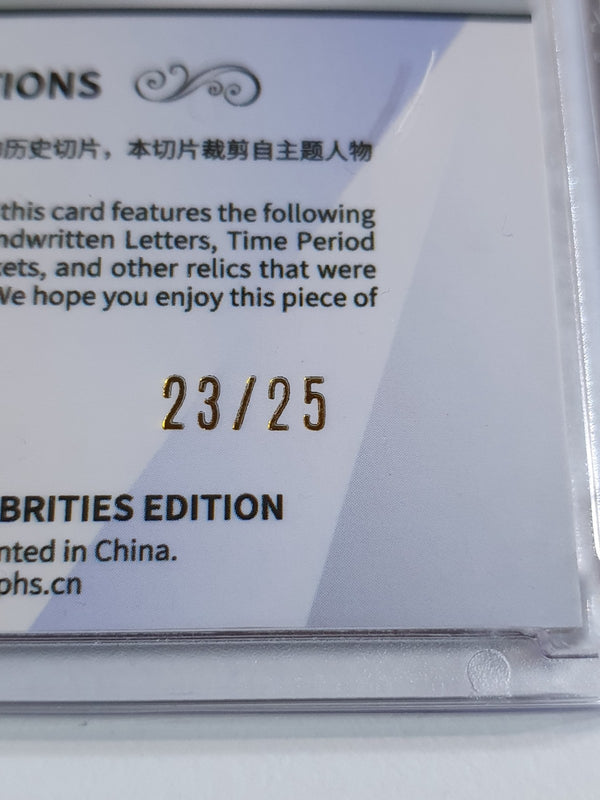 TIONS
历史切片，本切片裁剪自主题人物
this card features the following
ndwritten Letters, Time Period
ets, and other relics that were
We hope you enjoy this piece of
23/25
BRITIES EDITION
nted in China.
phs.cn